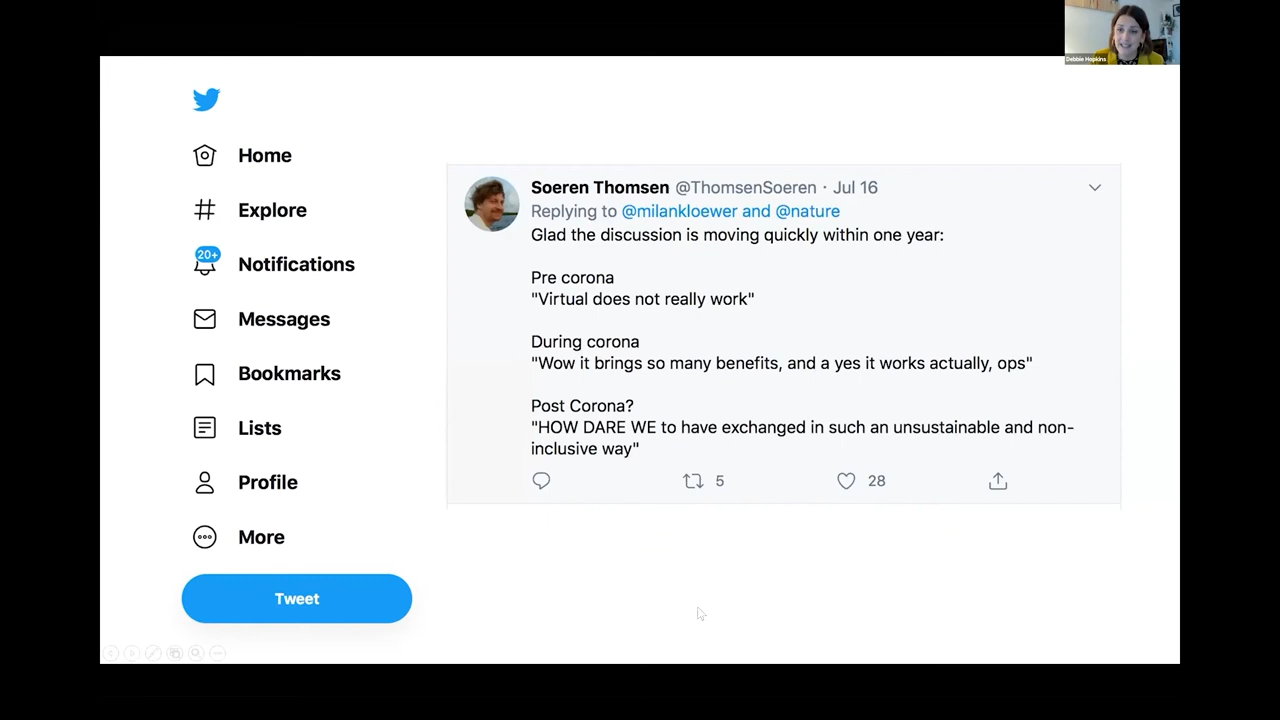 Debbie Hopkins
Home
Explore
20+
Notifications
Messages
Bookmarks
Lists
Profile
More
Tweet
Soeren Thomsen @ThomsenSoeren · Jul 16
Replying to @milankloewer and @nature
Glad the discussion is moving quickly within one year:
Pre corona
"Virtual does not really work"
During corona
"Wow it brings so many benefits, and a yes it works actually, ops"
Post Corona?
"HOW DARE WE to have exchanged in such an unsustainable and non-
inclusive way"
5
28